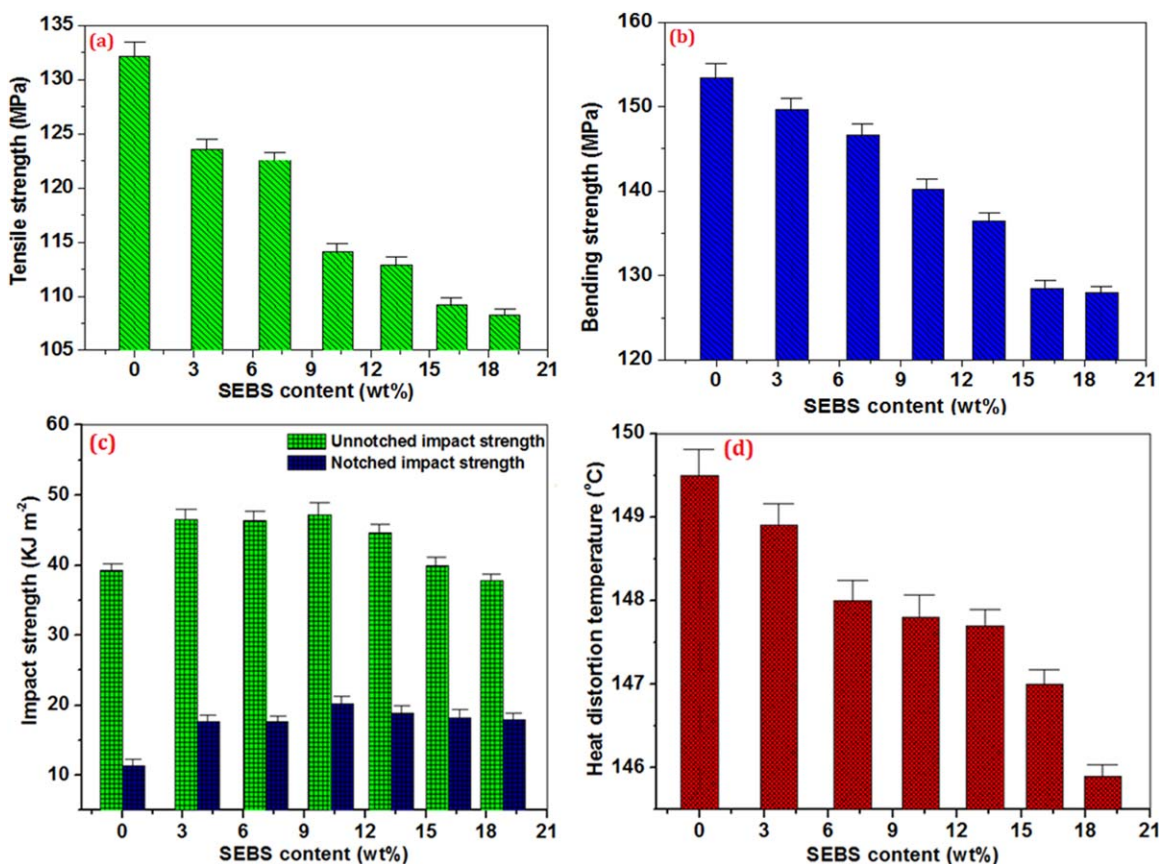 (a)
Tensile strength (MPa)
135
130
125
120
115
110
105
0 3 6 9 12 15 18 21
SEBS content (wt%)
(b)
Bending strength (MPa)
160
150
140
130
120
0 3 6 9 12 15 18 21
SEBS content (wt%)
(c)
Unnotched impact strength
Notched impact strength
Impact strength (KJ m-2)
60
50
40
30
20
10
0 3 6 9 12 15 18 21
SEBS content (wt%)
(d)
Heat distortion temperature (°C)
150
149
148
147
146
0 3 6 9 12 15 18 21
SEBS content (wt%)